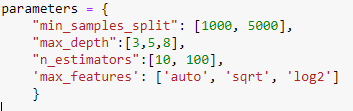 parameters = {
    "min_samples_split": [1000, 5000],
    "max_depth":[3,5,8],
    "n_estimators":[10, 100],
    'max_features': ['auto', 'sqrt', 'log2']
    }